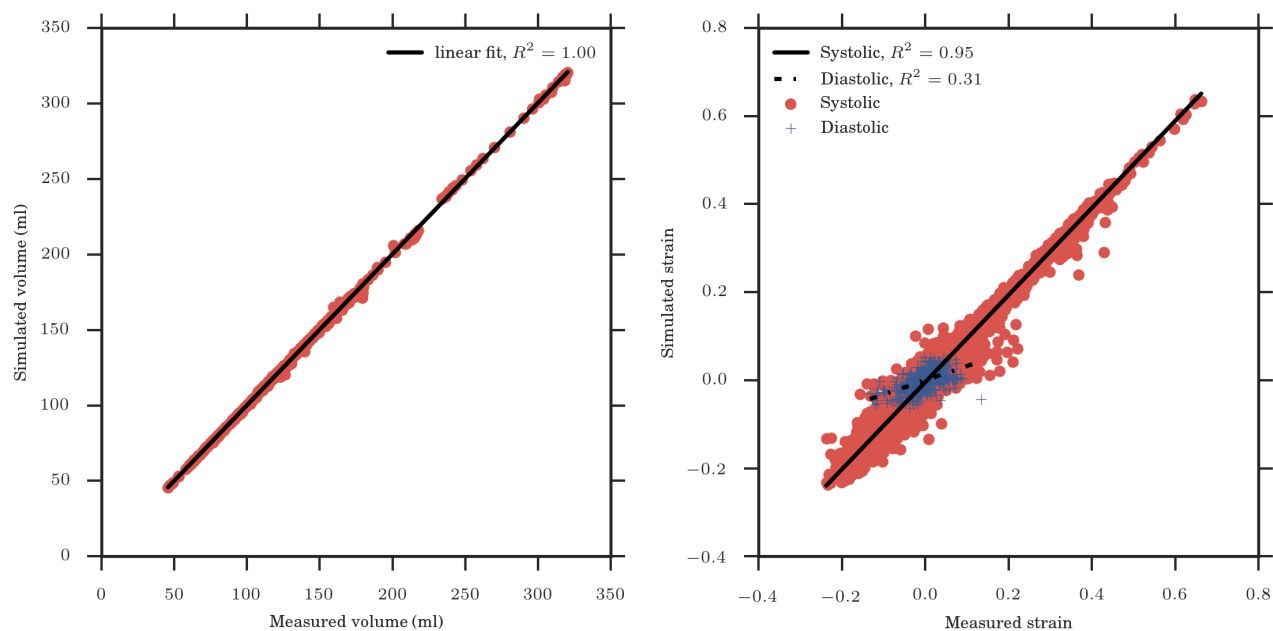 350
300
250
200
150
100
50
0
Simulated volume (ml)
linear fit, R² = 1.00
0 50 100 150 200 250 300 350
Measured volume (ml)
0.8
0.6
0.4
0.2
0.0
−0.2
−0.4
Simulated strain
Systolic, R² = 0.95
Diastolic, R² = 0.31
Systolic
Diastolic
−0.4 −0.2 0.0 0.2 0.4 0.6 0.8
Measured strain